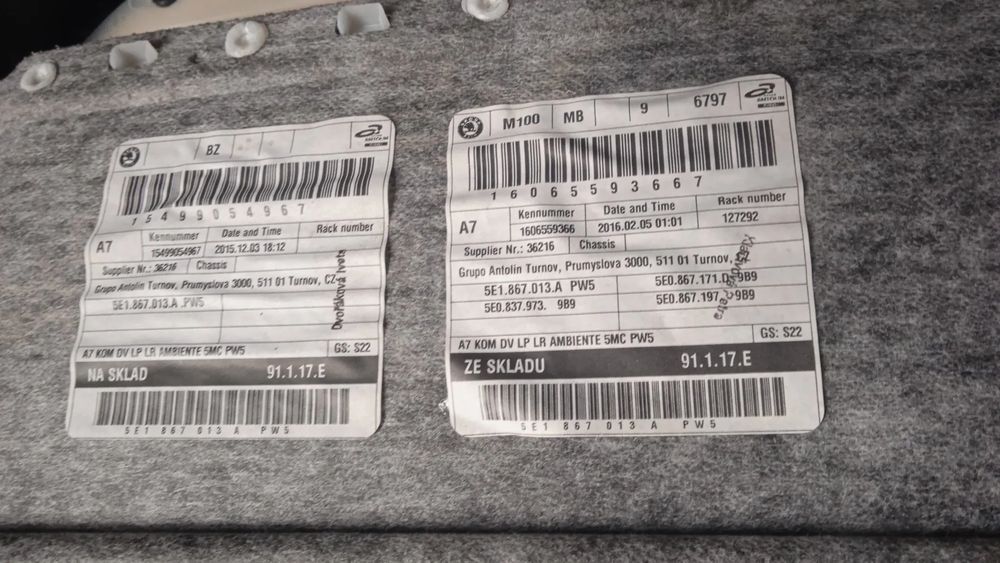 BZ
15499054967
A7
Kennummer
15499054967
Date and Time
2015.12.03 18:12
Rack number
Supplier Nr.: 36216
Chassis
Grupo Antolin Turnov, Prumyslova 3000, 511 01 Turnov, CZ-
5E1.867.013.A .PW5
Dvořáková Iveta
A7 KOM DV LP LR AMBIENTE 5MC PW5
GS: S22
NA SKLAD 91.1.17.E
5E1 867 013 A PW5
M100 MB 9 6797
16065593667
A7
Kennummer
1606559366
Date and Time
2016.02.05 01:01
Rack number
127292
Supplier Nr.: 36216
Chassis
Grupo Antolin Turnov, Prumyslova 3000, 511 01 Turnov,
5E1.867.013.A PW5
5E0.867.171.D 9B9
5E0.837.973. 9B9
5E0.867.197. 9B9
Petra
A7 KOM DV LP LR AMBIENTE 5MC PW5
GS: S22
ZE SKLADU 91.1.17.E
5E1 867 013 A PW5